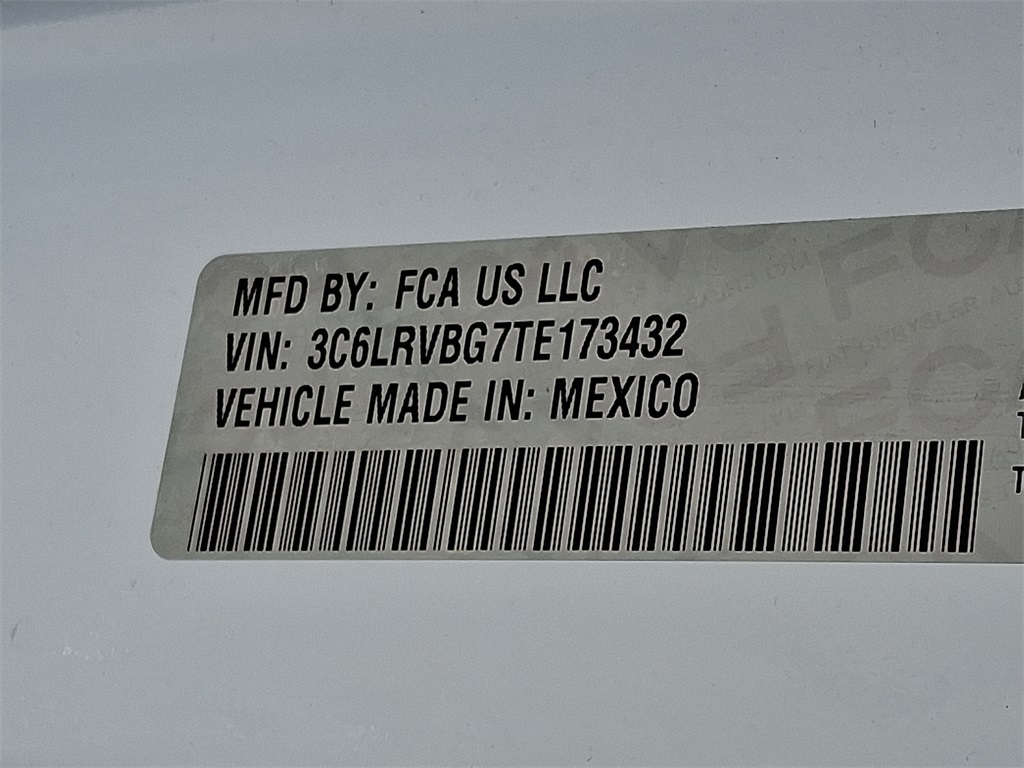 MFD BY: FCA US LLC
VIN: 3C6LRVBG7TE173432
VEHICLE MADE IN: MEXICO